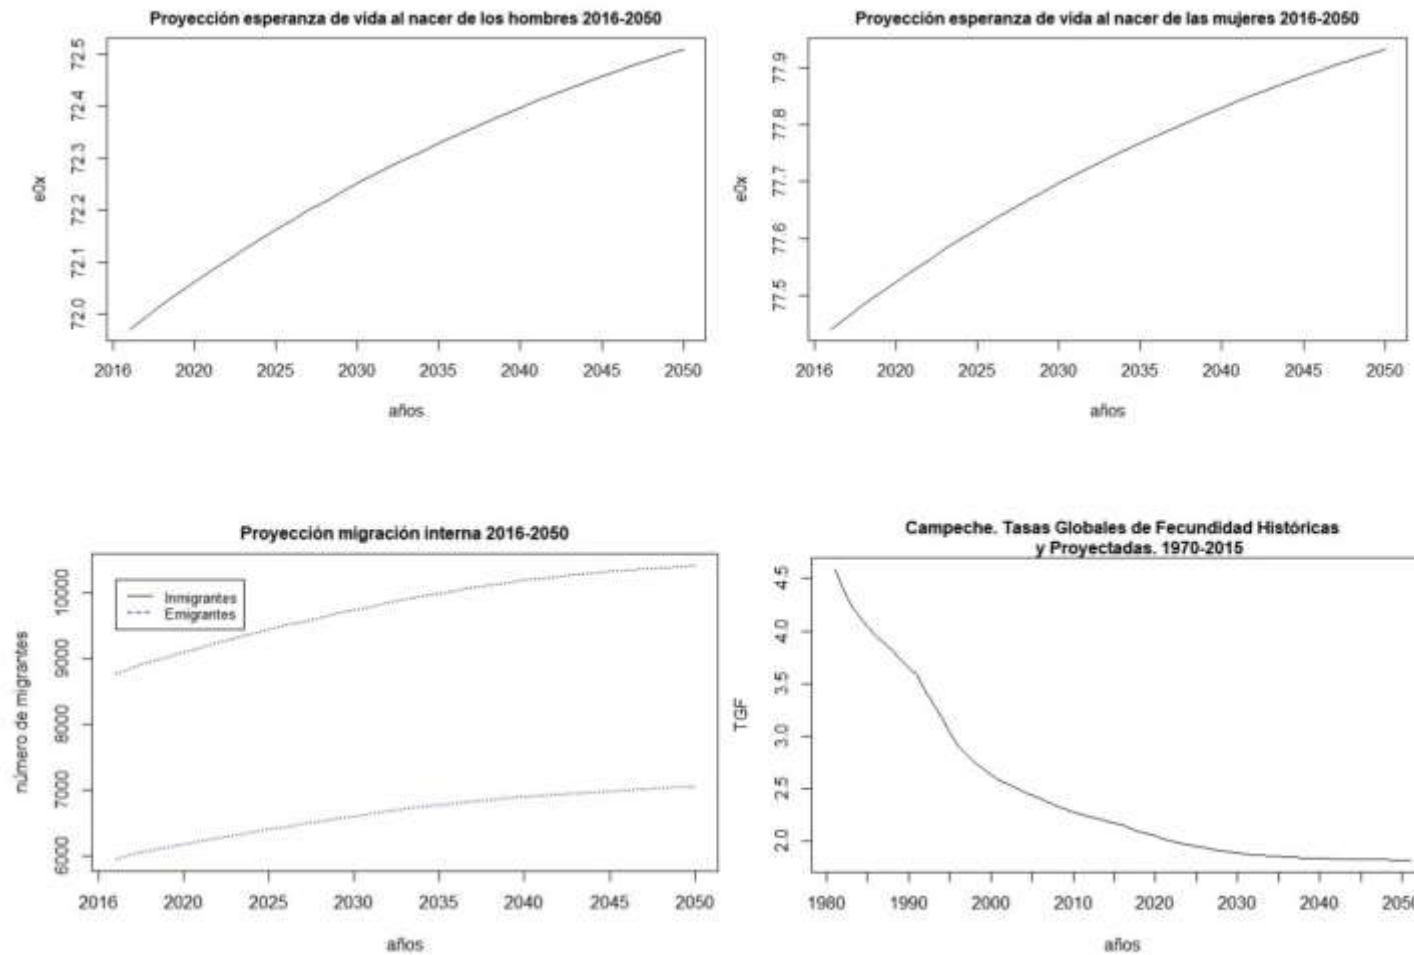 Proyección esperanza de vida al nacer de los hombres 2016-2050
e0x
72.5
72.4
72.3
72.2
72.1
72.0
2016 2020 2025 2030 2035 2040 2045 2050
años
Proyección esperanza de vida al nacer de las mujeres 2016-2050
e0x
77.9
77.8
77.7
77.6
77.5
2016 2020 2025 2030 2035 2040 2045 2050
años
Proyección migración interna 2016-2050
número de migrantes
10000
9000
8000
7000
6000
Inmigrantes
Emigrantes
2016 2020 2025 2030 2035 2040 2045 2050
años
Campeche. Tasas Globales de Fecundidad Históricas
y Proyectadas. 1970-2015
TGF
4.5
4.0
3.5
3.0
2.5
2.0
1980 1990 2000 2010 2020 2030 2040 2050
años